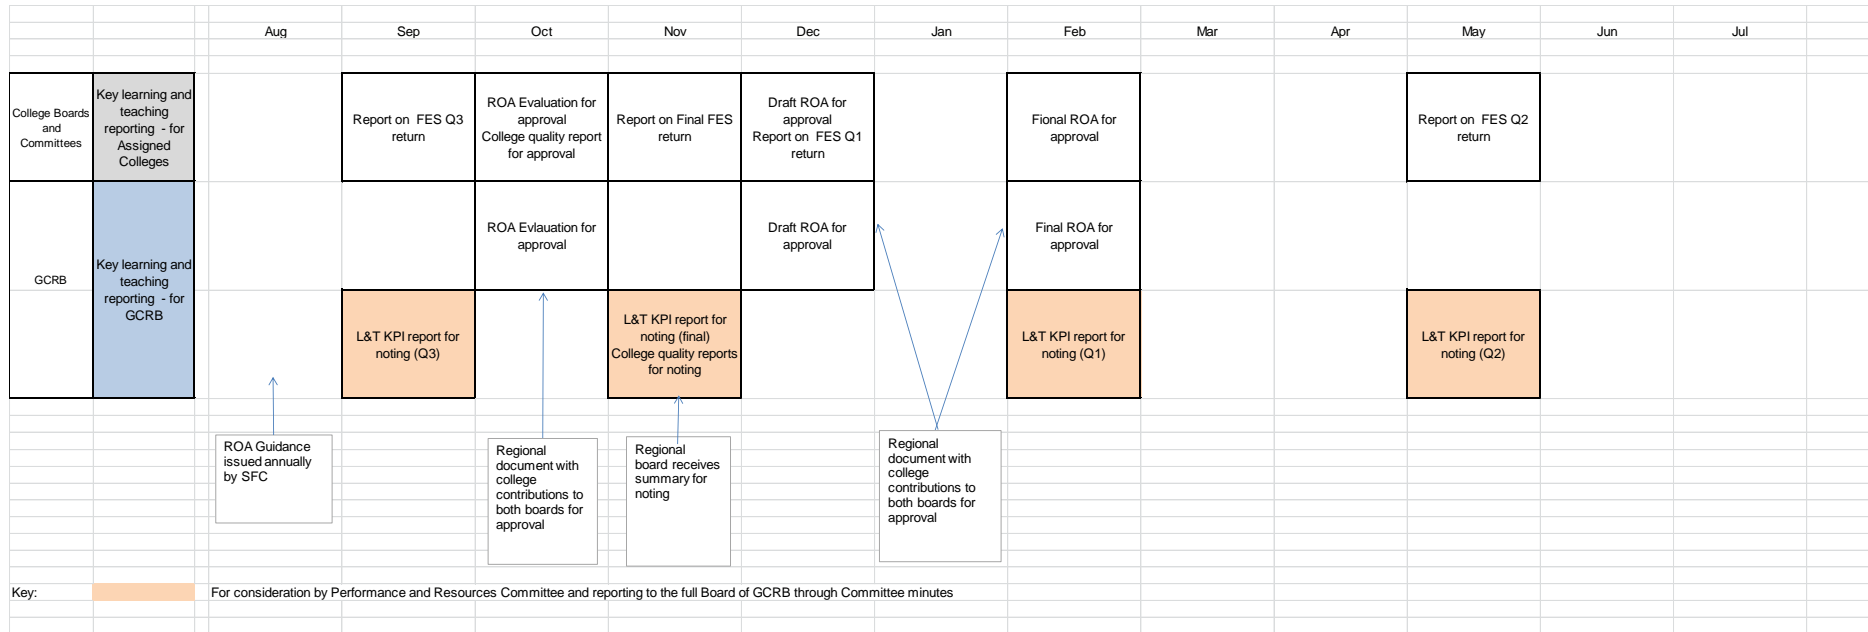 Aug Sep Oct Nov Dec Jan Feb Mar Apr May Jun Jul
College Boards
and
Committees
Key learning and
teaching
reporting - for
Assigned
Colleges
Report on FES Q3
return
ROA Evaluation for
approval
College quality report
for approval
Report on Final FES
return
Draft ROA for
approval
Report on FES Q1
return
Fional ROA for
approval
Report on FES Q2
return
GCRB
Key learning and
teaching
reporting - for
GCRB
ROA Evlauation for
approval
Draft ROA for
approval
Final ROA for
approval
L&T KPI report for
noting (Q3)
L&T KPI report for
noting (final)
College quality reports
for noting
L&T KPI report for
noting (Q1)
L&T KPI report for
noting (Q2)
ROA Guidance
issued annually
by SFC
Regional
document with
college
contributions to
both boards for
approval
Regional
board receives
summary for
noting
Regional
document with
college
contributions to
both boards for
approval
Key:
For consideration by Performance and Resources Committee and reporting to the full Board of GCRB through Committee minutes